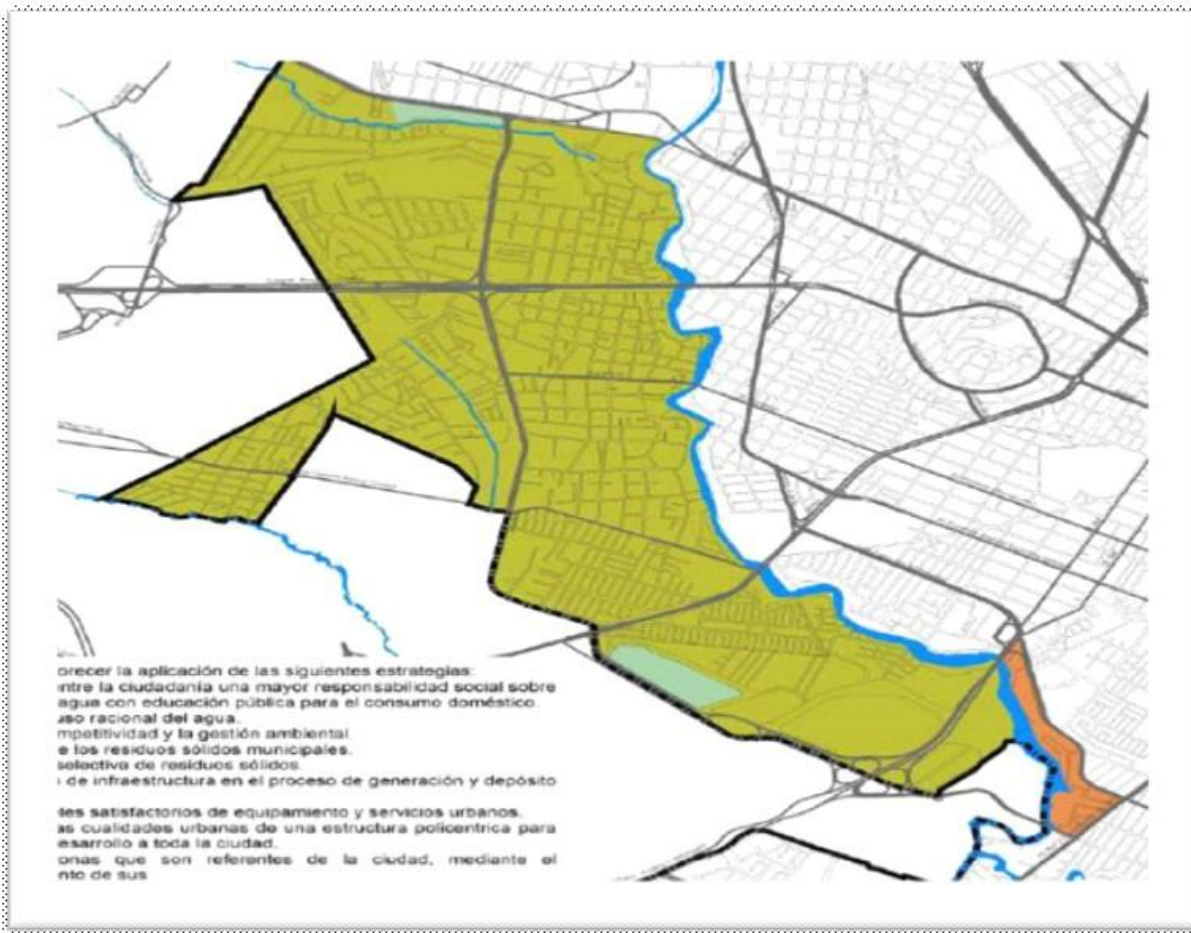 orecer la aplicación de las siguientes estrategias:
ntre la ciudadanía una mayor responsabilidad social sobre
agua con educación pública para el consumo doméstico.
uso racional del agua.
mpetitividad y la gestión ambiental.
e los residuos sólidos municipales.
selectiva de residuos sólidos.
de infraestructura en el proceso de generación y depósito
les satisfactorios de equipamiento y servicios urbanos.
as cualidades urbanas de una estructura policentrica para
esarrollo a toda la ciudad.
onas que son referentes de la ciudad, mediante el
nto de sus